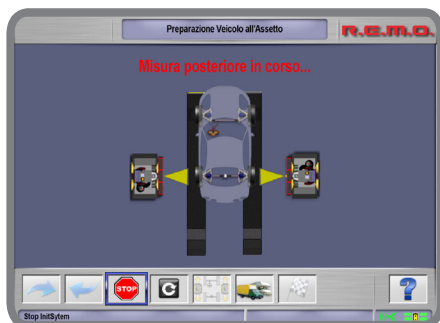 Preparazione Veicolo all'Assetto
R.E.M.O.
Misura posteriore in corso...
STOP
?
Stop InitSytem